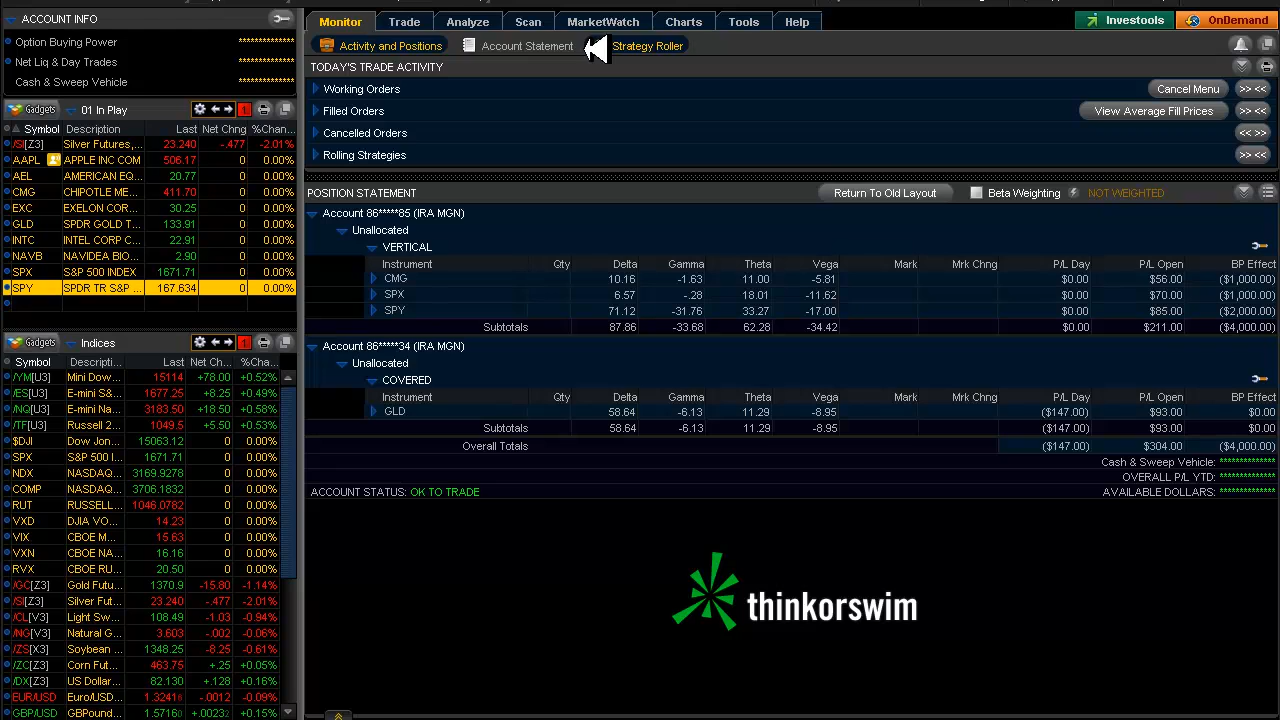 ACCOUNT INFO
Option Buying Power **************
Net Liq & Day Trades **************
Cash & Sweep Vehicle **************
Gadgets 01 In Play 1
Symbol Description Last Net Chng %Chan...
/SI[Z3] Silver Futures,... 23.240 -.477 -2.01%
AAPL APPLE INC COM 506.17 0 0.00%
AEL AMERICAN EQ... 20.77 0 0.00%
CMG CHIPOTLE ME... 411.70 0 0.00%
EXC EXELON COR... 30.25 0 0.00%
GLD SPDR GOLD T... 133.91 0 0.00%
INTC INTEL CORP C... 22.91 0 0.00%
NAVB NAVIDEA BIO... 2.90 0 0.00%
SPX S&P 500 INDEX 1671.71 0 0.00%
SPY SPDR TR S&P ... 167.634 0 0.00%
Gadgets Indices 1
Symbol Descripti... Last Net Ch... %Cha...
/YM[U3] Mini Dow... 15114 +78.00 +0.52%
/ES[U3] E-mini S&... 1677.25 +8.25 +0.49%
/NQ[U3] E-mini Na... 3183.50 +18.50 +0.58%
/TF[U3] Russell 2... 1049.5 +5.50 +0.53%
$DJI Dow Jon... 15063.12 0 0.00%
SPX S&P 500 I... 1671.71 0 0.00%
NDX NASDAQ... 3169.9278 0 0.00%
COMP NASDAQ... 3706.1832 0 0.00%
RUT RUSSELL... 1046.0782 0 0.00%
VXD DJIA VO... 14.23 0 0.00%
VIX CBOE M... 15.63 0 0.00%
VXN CBOE NA... 16.16 0 0.00%
RVX CBOE RU... 20.50 0 0.00%
/GC[Z3] Gold Futu... 1370.9 -15.80 -1.14%
/SI[Z3] Silver Fut... 23.240 -.477 -2.01%
/CL[V3] Light Sw... 108.49 -1.03 -0.94%
/NG[V3] Natural G... 3.603 -.002 -0.06%
/ZS[X3] Soybean ... 1348.25 -8.25 -0.61%
/ZC[Z3] Corn Fut... 463.75 +.25 +0.05%
/DX[Z3] US Dollar... 82.130 +.128 +0.16%
EUR/USD Euro/USD... 1.3241 -.0012 -0.09%
GBP/USD GBPound... 1.5716 +.0023 +0.15%
Monitor Trade Analyze Scan MarketWatch Charts Tools Help Investools OnDemand
Activity and Positions Account Statement Strategy Roller
TODAY'S TRADE ACTIVITY
Working Orders Cancel Menu >> <<
Filled Orders View Average Fill Prices >> <<
Cancelled Orders << >>
Rolling Strategies >> <<
POSITION STATEMENT Return To Old Layout Beta Weighting NOT WEIGHTED
Account 86*****85 (IRA MGN)
Unallocated
VERTICAL
Instrument Qty Delta Gamma Theta Vega Mark Mrk Chng P/L Day P/L Open BP Effect
CMG 10.16 -1.63 11.00 -5.81 $0.00 $56.00 ($1,000.00)
SPX 6.57 -.28 18.01 -11.62 $0.00 $70.00 ($1,000.00)
SPY 71.12 -31.76 33.27 -17.00 $0.00 $85.00 ($2,000.00)
Subtotals 87.86 -33.68 62.28 -34.42 $0.00 $211.00 ($4,000.00)
Account 86*****34 (IRA MGN)
Unallocated
COVERED
Instrument Qty Delta Gamma Theta Vega Mark Mrk Chng P/L Day P/L Open BP Effect
GLD 58.64 -6.13 11.29 -8.95 ($147.00) $93.00 $0.00
Subtotals 58.64 -6.13 11.29 -8.95 ($147.00) $93.00 $0.00
Overall Totals ($147.00) $304.00 ($4,000.00)
Cash & Sweep Vehicle: **************
OVERALL P/L YTD: **************
ACCOUNT STATUS: OK TO TRADE AVAILABLE DOLLARS: **************
thinkorswim